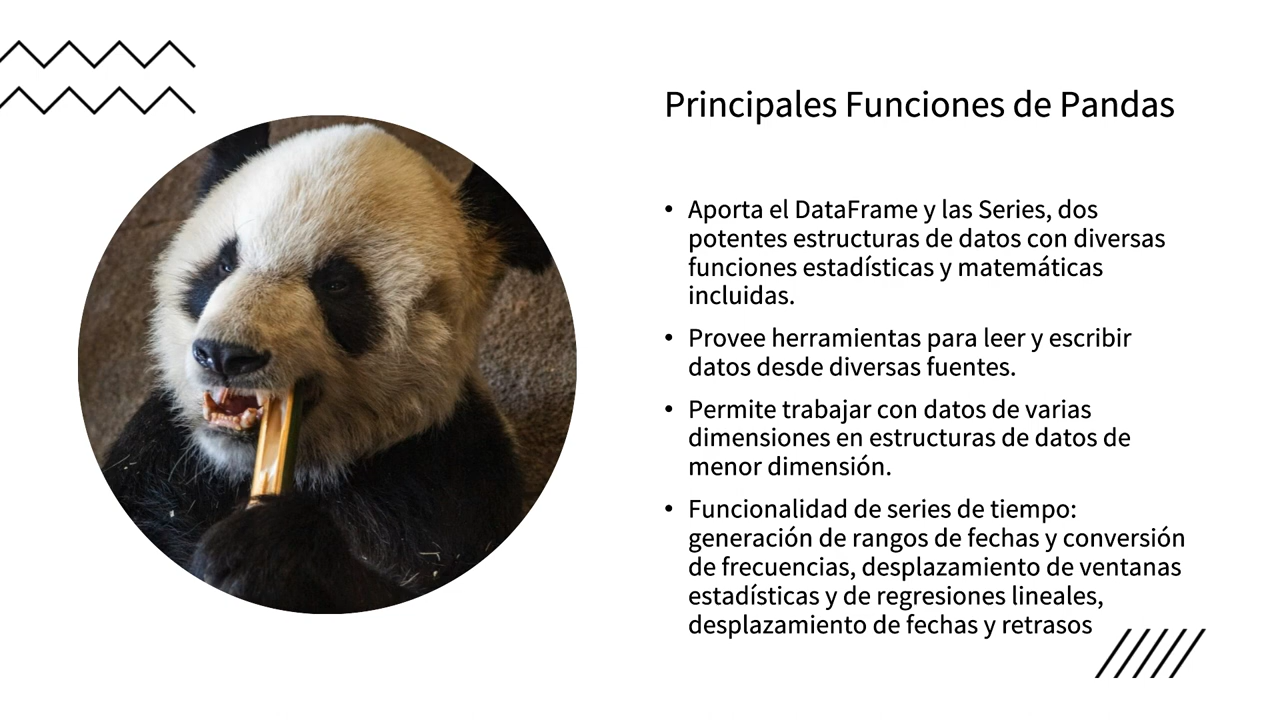 Principales Funciones de Pandas
• Aporta el DataFrame y las Series, dos
potentes estructuras de datos con diversas
funciones estadísticas y matemáticas
incluidas.
• Provee herramientas para leer y escribir
datos desde diversas fuentes.
• Permite trabajar con datos de varias
dimensiones en estructuras de datos de
menor dimensión.
• Funcionalidad de series de tiempo:
generación de rangos de fechas y conversión
de frecuencias, desplazamiento de ventanas
estadísticas y de regresiones lineales,
desplazamiento de fechas y retrasos